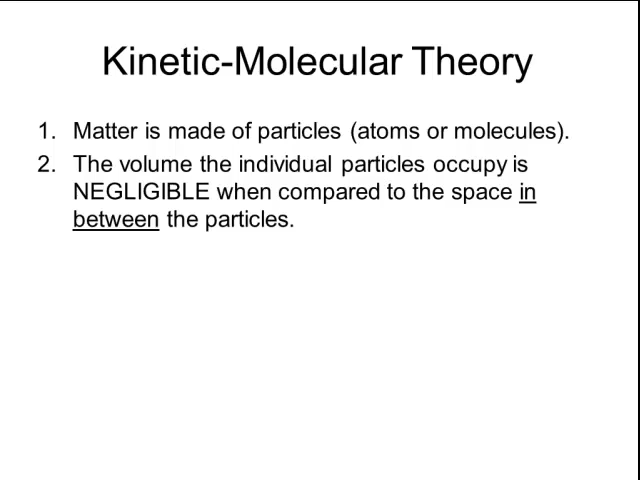 Kinetic-Molecular Theory
1. Matter is made of particles (atoms or molecules).
2. The volume the individual particles occupy is
NEGLIGIBLE when compared to the space in
between the particles.